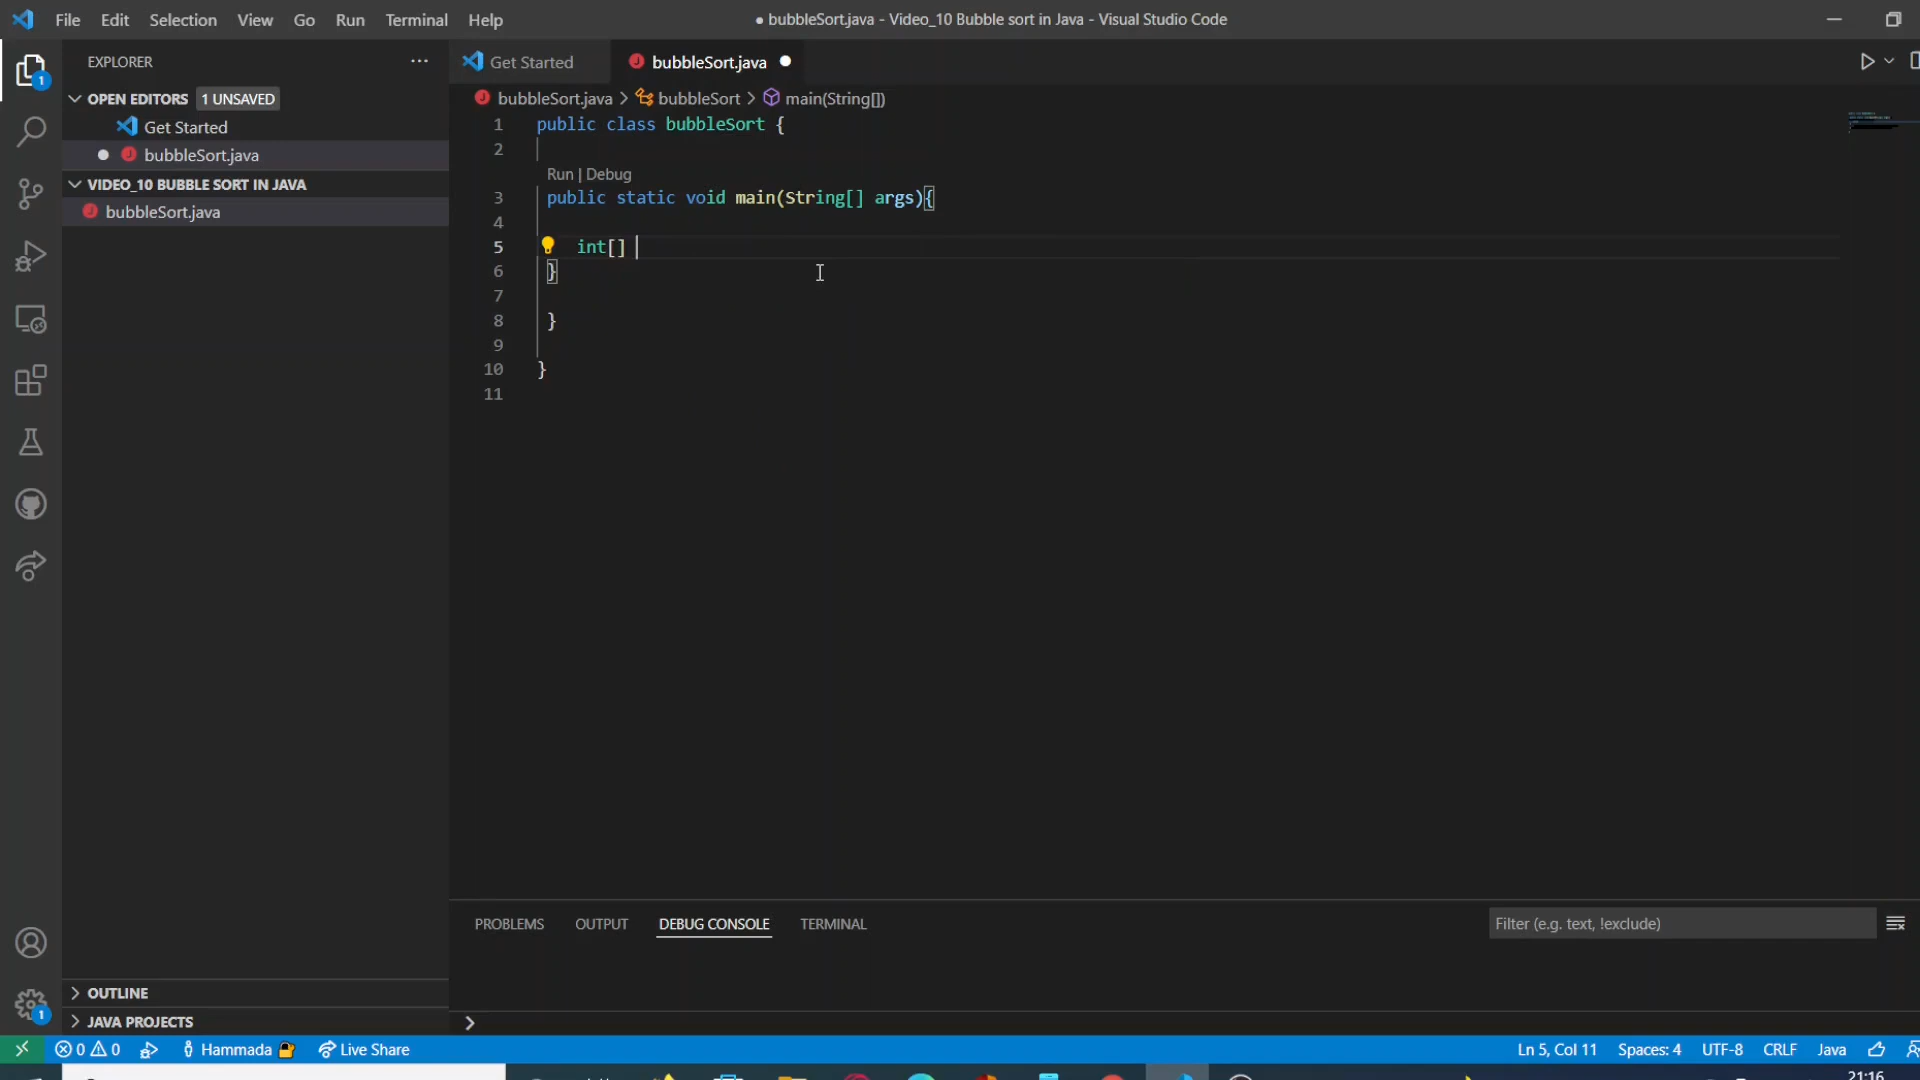 File Edit Selection View Go Run Terminal Help
● bubbleSort.java - Video_10 Bubble sort in Java - Visual Studio Code
EXPLORER
OPEN EDITORS 1 UNSAVED
Get Started
bubbleSort.java
VIDEO_10 BUBBLE SORT IN JAVA
bubbleSort.java
OUTLINE
JAVA PROJECTS
1
1
Get Started
bubbleSort.java
bubbleSort.java > bubbleSort > main(String[])
1 public class bubbleSort {
2
Run | Debug
3 public static void main(String[] args){
4
5 int[]
6 }
7
8 }
9
10 }
11
PROBLEMS OUTPUT DEBUG CONSOLE TERMINAL
Filter (e.g. text, !exclude)
0 0 Hammada Live Share
Ln 5, Col 11 Spaces: 4 UTF-8 CRLF Java
21:16